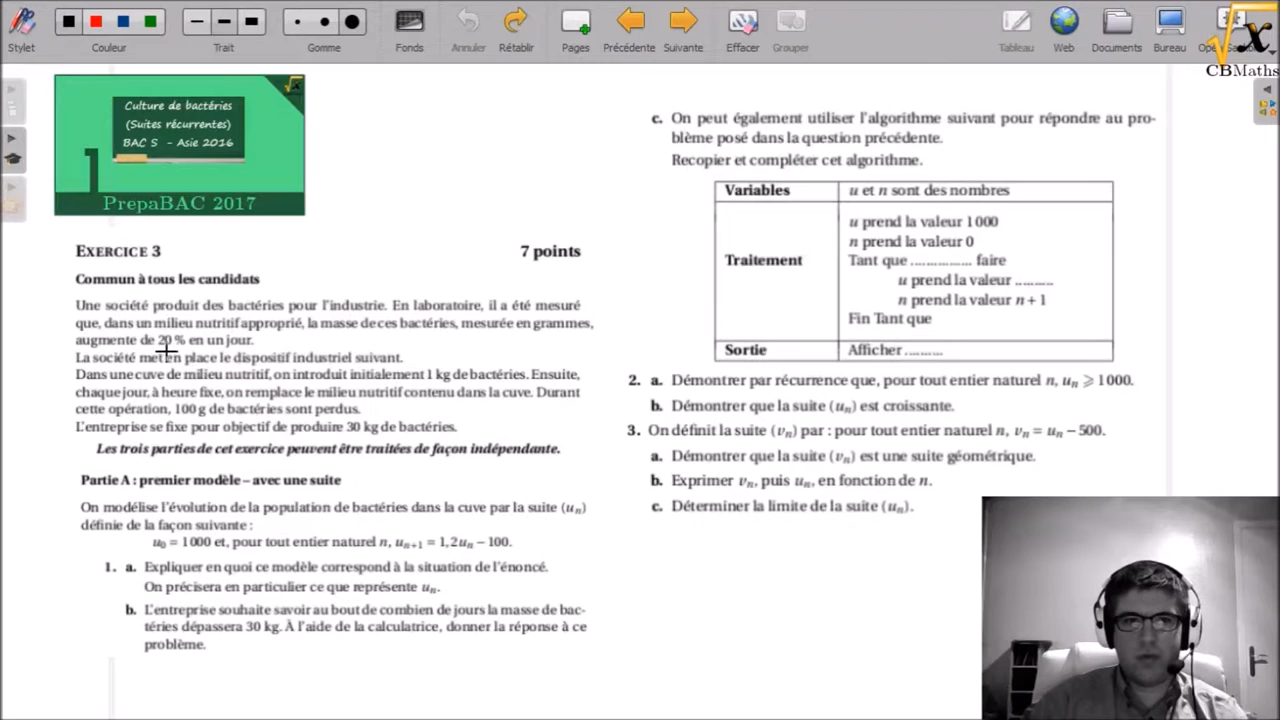 Stylet
Couleur
Trait
Gomme
Fonds
Annuler
Rétablir
Pages
Précédente
Suivante
Effacer
Grouper
Tableau
Web
Documents
Bureau
√x
CBMaths
Culture de bactéries
(Suites récurrentes)
BAC S - Asie 2016
1
PrepaBAC 2017
EXERCICE 3 7 points
Commun à tous les candidats
Une société produit des bactéries pour l'industrie. En laboratoire, il a été mesuré
que, dans un milieu nutritif approprié, la masse de ces bactéries, mesurée en grammes,
augmente de 20 % en un jour.
La société met en place le dispositif industriel suivant.
Dans une cuve de milieu nutritif, on introduit initialement 1 kg de bactéries. Ensuite,
chaque jour, à heure fixe, on remplace le milieu nutritif contenu dans la cuve. Durant
cette opération, 100 g de bactéries sont perdus.
L'entreprise se fixe pour objectif de produire 30 kg de bactéries.
Les trois parties de cet exercice peuvent être traitées de façon indépendante.
Partie A : premier modèle – avec une suite
On modélise l'évolution de la population de bactéries dans la cuve par la suite (uₙ)
définie de la façon suivante :
u₀ = 1 000 et, pour tout entier naturel n, uₙ₊₁ = 1,2uₙ − 100.
1. a. Expliquer en quoi ce modèle correspond à la situation de l'énoncé.
On précisera en particulier ce que représente uₙ.
b. L'entreprise souhaite savoir au bout de combien de jours la masse de bac-
téries dépassera 30 kg. À l'aide de la calculatrice, donner la réponse à ce
problème.
c. On peut également utiliser l'algorithme suivant pour répondre au pro-
blème posé dans la question précédente.
Recopier et compléter cet algorithme.
Variables u et n sont des nombres
u prend la valeur 1 000
n prend la valeur 0
Traitement Tant que ............... faire
u prend la valeur ..........
n prend la valeur n + 1
Fin Tant que
Sortie Afficher ..........
2. a. Démontrer par récurrence que, pour tout entier naturel n, uₙ ⩾ 1 000.
b. Démontrer que la suite (uₙ) est croissante.
3. On définit la suite (vₙ) par : pour tout entier naturel n, vₙ = uₙ − 500.
a. Démontrer que la suite (vₙ) est une suite géométrique.
b. Exprimer vₙ, puis uₙ, en fonction de n.
c. Déterminer la limite de la suite (uₙ).